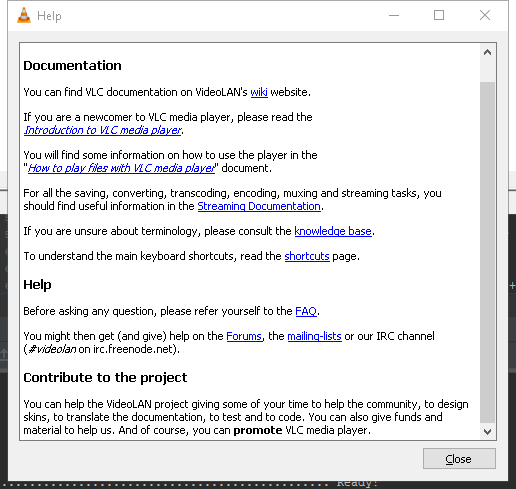 Help
Documentation
You can find VLC documentation on VideoLAN's wiki website.
If you are a newcomer to VLC media player, please read the
Introduction to VLC media player.
You will find some information on how to use the player in the
"How to play files with VLC media player" document.
For all the saving, converting, transcoding, encoding, muxing and streaming tasks, you
should find useful information in the Streaming Documentation.
If you are unsure about terminology, please consult the knowledge base.
To understand the main keyboard shortcuts, read the shortcuts page.
Help
Before asking any question, please refer yourself to the FAQ.
You might then get (and give) help on the Forums, the mailing-lists or our IRC channel
(#videolan on irc.freenode.net).
Contribute to the project
You can help the VideoLAN project giving some of your time to help the community, to design
skins, to translate the documentation, to test and to code. You can also give funds and
material to help us. And of course, you can promote VLC media player.
Close
Ready!